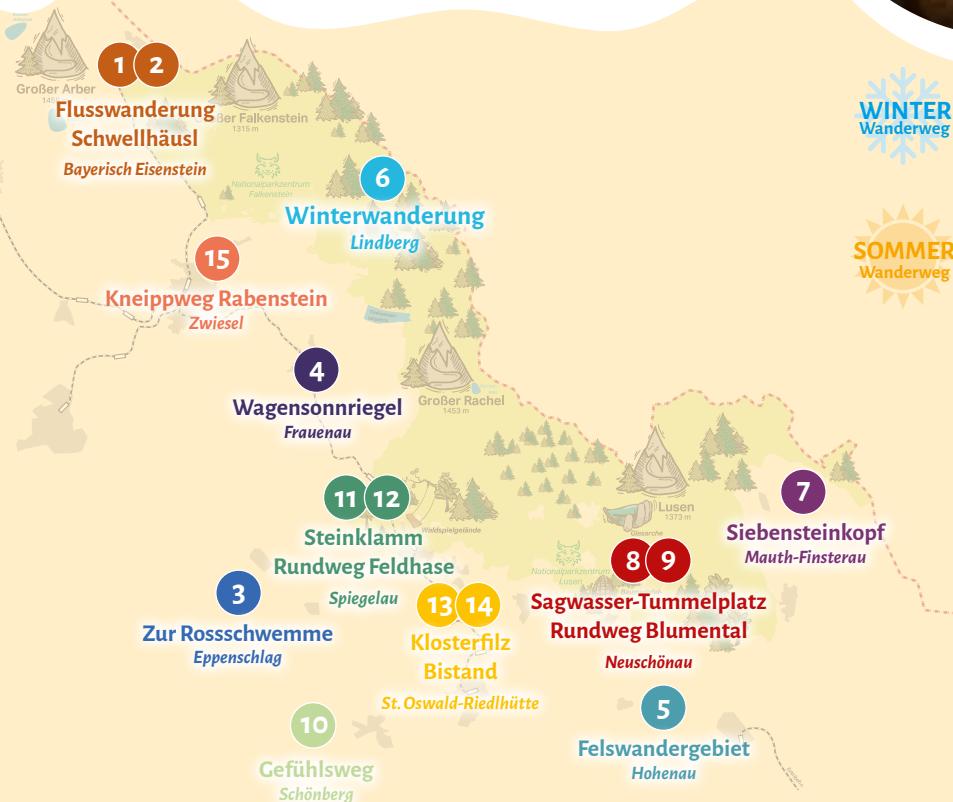 Großer Arber
1 2
Flusswanderung
Schwellhäusl
Bayerisch Eisenstein
Falkenstein
1315 m
Nationalparkzentrum
Falkenstein
6
Winterwanderung
Lindberg
WINTER
Wanderweg
SOMMER
Wanderweg
15
Kneippweg Rabenstein
Zwiesel
4
Wagensonnriegel
Frauenau
Großer Rachel
1453 m
11 12
Steinklamm
Rundweg Feldhase
Spiegelau
Waldspielgelände
Lusen
1373 m
7
Siebensteinkopf
Mauth-Finsterau
Nationalparkzentrum
Lusen
8 9
Sagwasser-Tummelplatz
Rundweg Blumental
Neuschönau
3
Zur Rossschwemme
Eppenschlag
13 14
Klosterfilz
Bistand
St. Oswald-Riedlhütte
5
Felswandergebiet
Hohenau
10
Gefühlsweg
Schönberg